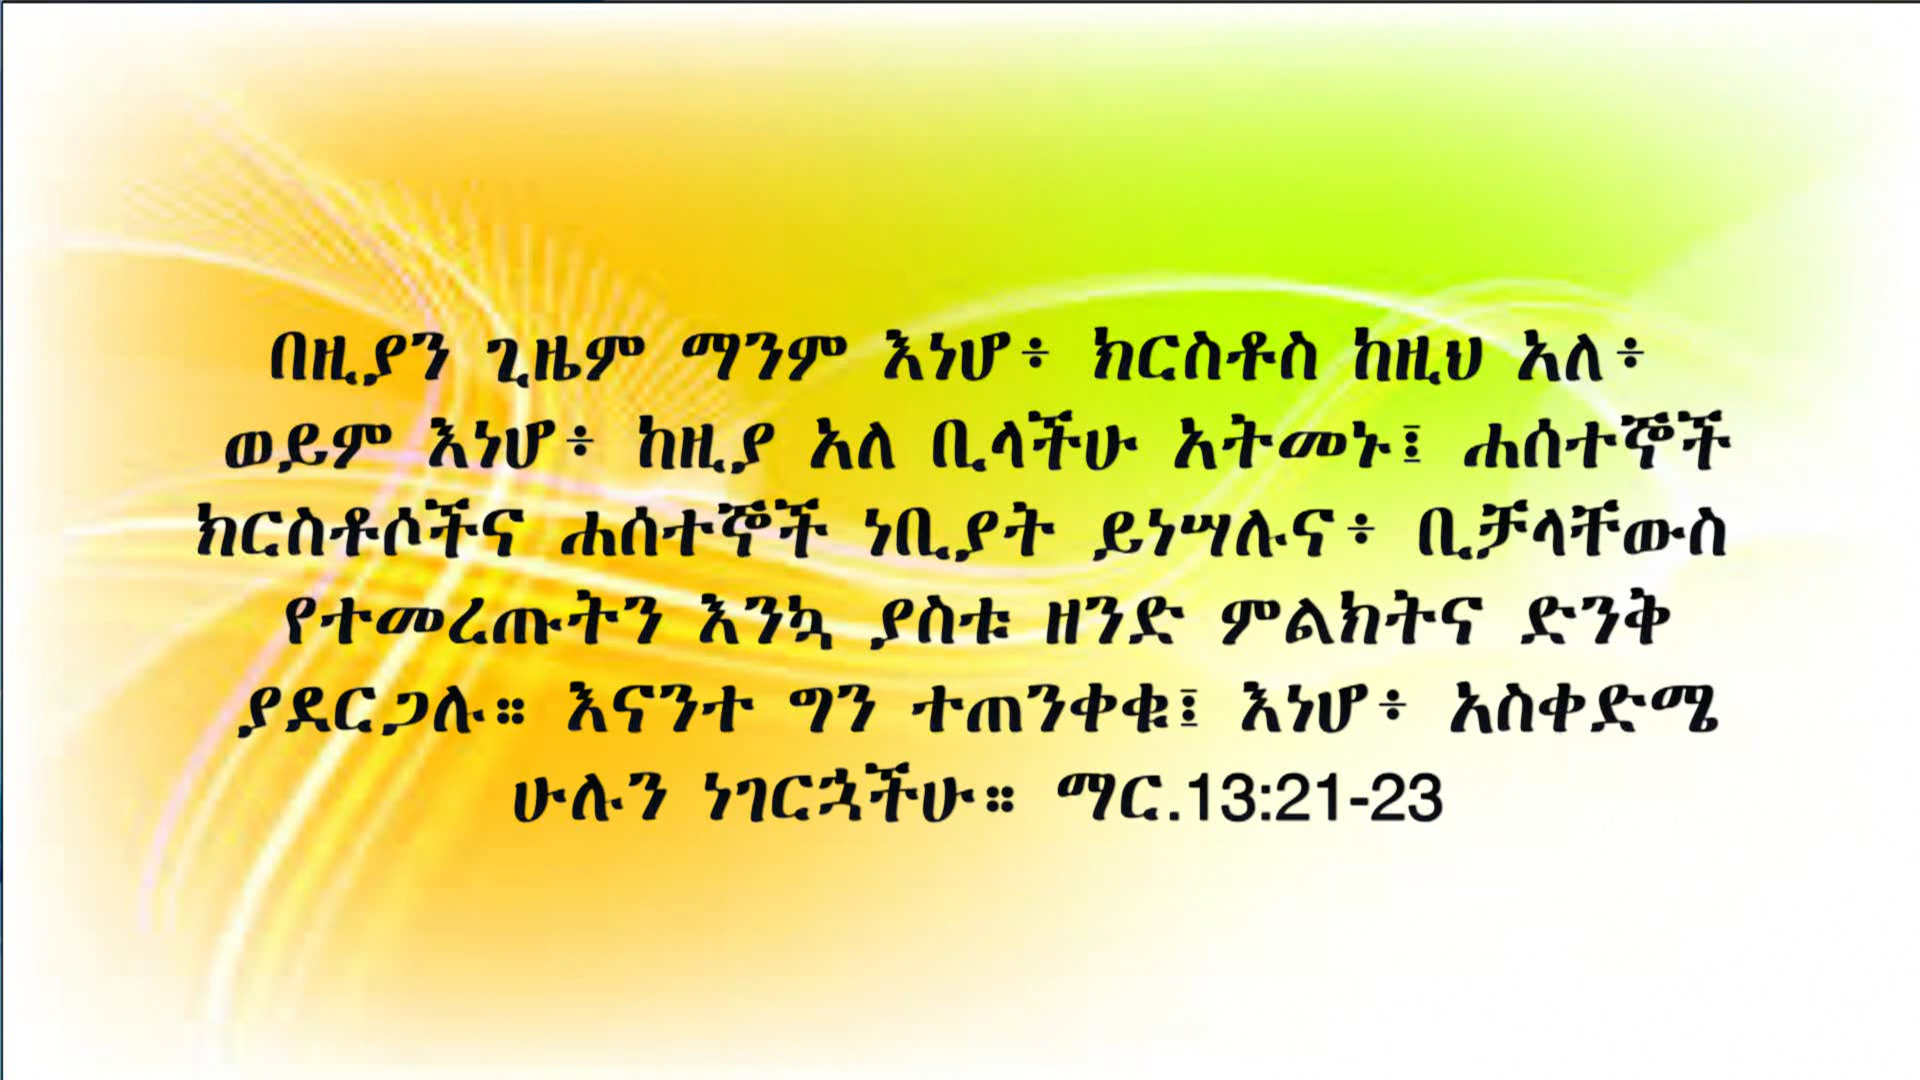 በዚያን ጊዜም ማንም እነሆ፥ ክርስቶስ ከዚህ አለ፥
ወይም እነሆ፥ ከዚያ አለ ቢላችሁ አትመኑ፤ ሐሰተኞች
ክርስቶሶችና ሐሰተኞች ነቢያት ይነሣሉና፥ ቢቻላቸውስ
የተመረጡትን እንኳ ያስቱ ዘንድ ምልክትና ድንቅ
ያደርጋሉ። እናንተ ግን ተጠንቀቁ፤ እነሆ፥ አስቀድሜ
ሁሉን ነገርኋችሁ። ማር.13:21-23